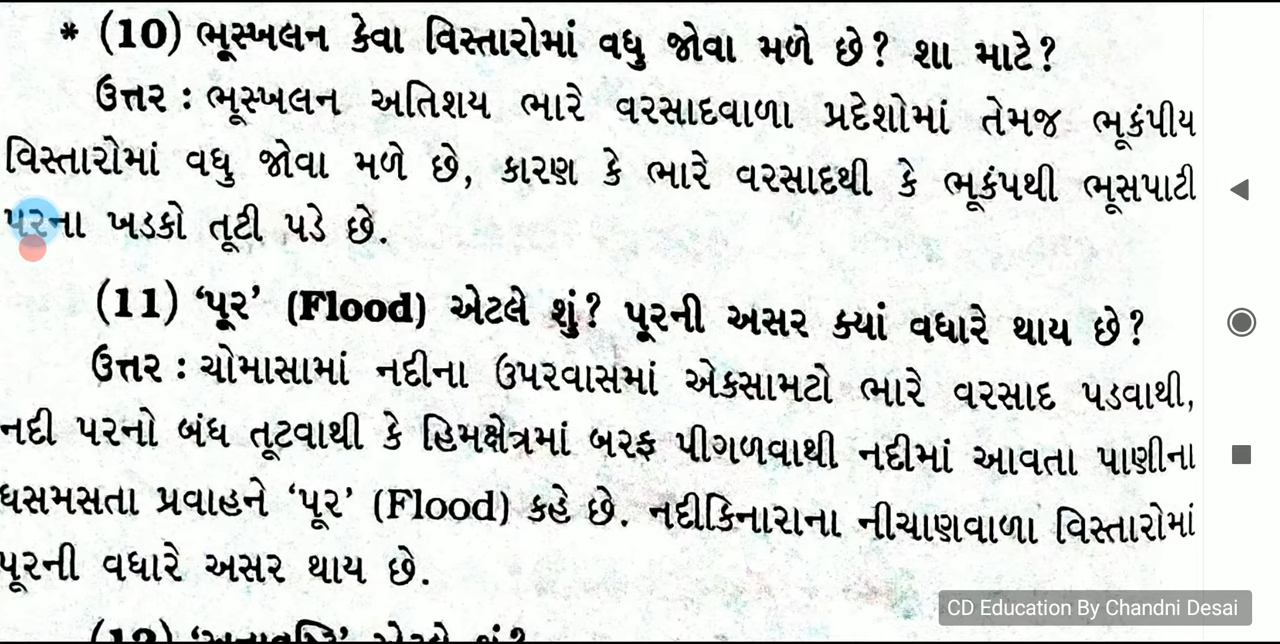 * (10) ભૂસ્ખલન કેવા વિસ્તારોમાં વધુ જોવા મળે છે? શા માટે?
ઉત્તર : ભૂસ્ખલન અતિશય ભારે વરસાદવાળા પ્રદેશોમાં તેમજ ભૂકંપીય
વિસ્તારોમાં વધુ જોવા મળે છે, કારણ કે ભારે વરસાદથી કે ભૂકંપથી ભૂસપાટી
પરના ખડકો તૂટી પડે છે.
(11) ‘પૂર’ (Flood) એટલે શું? પૂરની અસર ક્યાં વધારે થાય છે?
ઉત્તર : ચોમાસામાં નદીના ઉપરવાસમાં એકસામટો ભારે વરસાદ પડવાથી,
નદી પરનો બંધ તૂટવાથી કે હિમક્ષેત્રમાં બરફ પીગળવાથી નદીમાં આવતા પાણીના
ધસમસતા પ્રવાહને ‘પૂર’ (Flood) કહે છે. નદીકિનારાના નીચાણવાળા વિસ્તારોમાં
પૂરની વધારે અસર થાય છે.
(12) ‘અનાવૃષ્ટિ’ એટલે શું?
CD Education By Chandni Desai